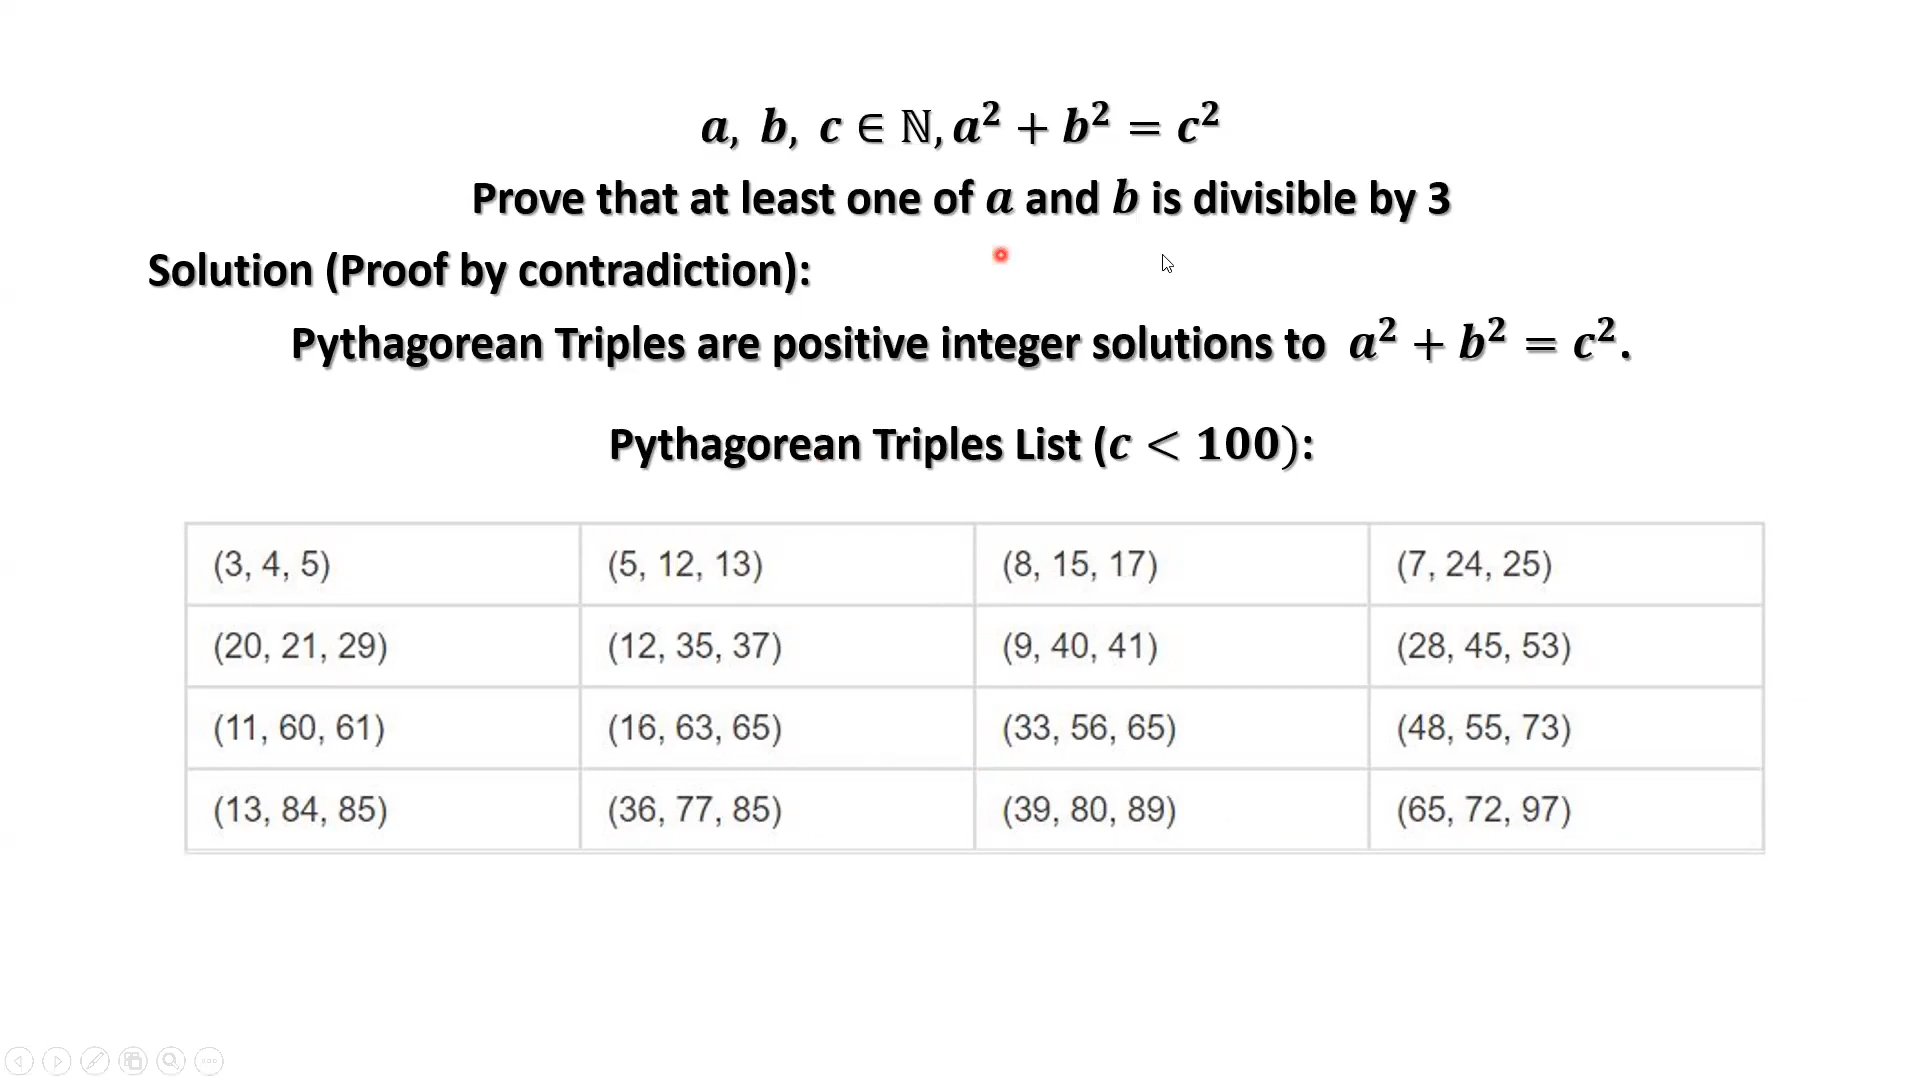 a, b, c ∈ ℕ, a² + b² = c²
Prove that at least one of a and b is divisible by 3
Solution (Proof by contradiction):
Pythagorean Triples are positive integer solutions to a² + b² = c².
Pythagorean Triples List (c < 100):
(3, 4, 5) (5, 12, 13) (8, 15, 17) (7, 24, 25)
(20, 21, 29) (12, 35, 37) (9, 40, 41) (28, 45, 53)
(11, 60, 61) (16, 63, 65) (33, 56, 65) (48, 55, 73)
(13, 84, 85) (36, 77, 85) (39, 80, 89) (65, 72, 97)